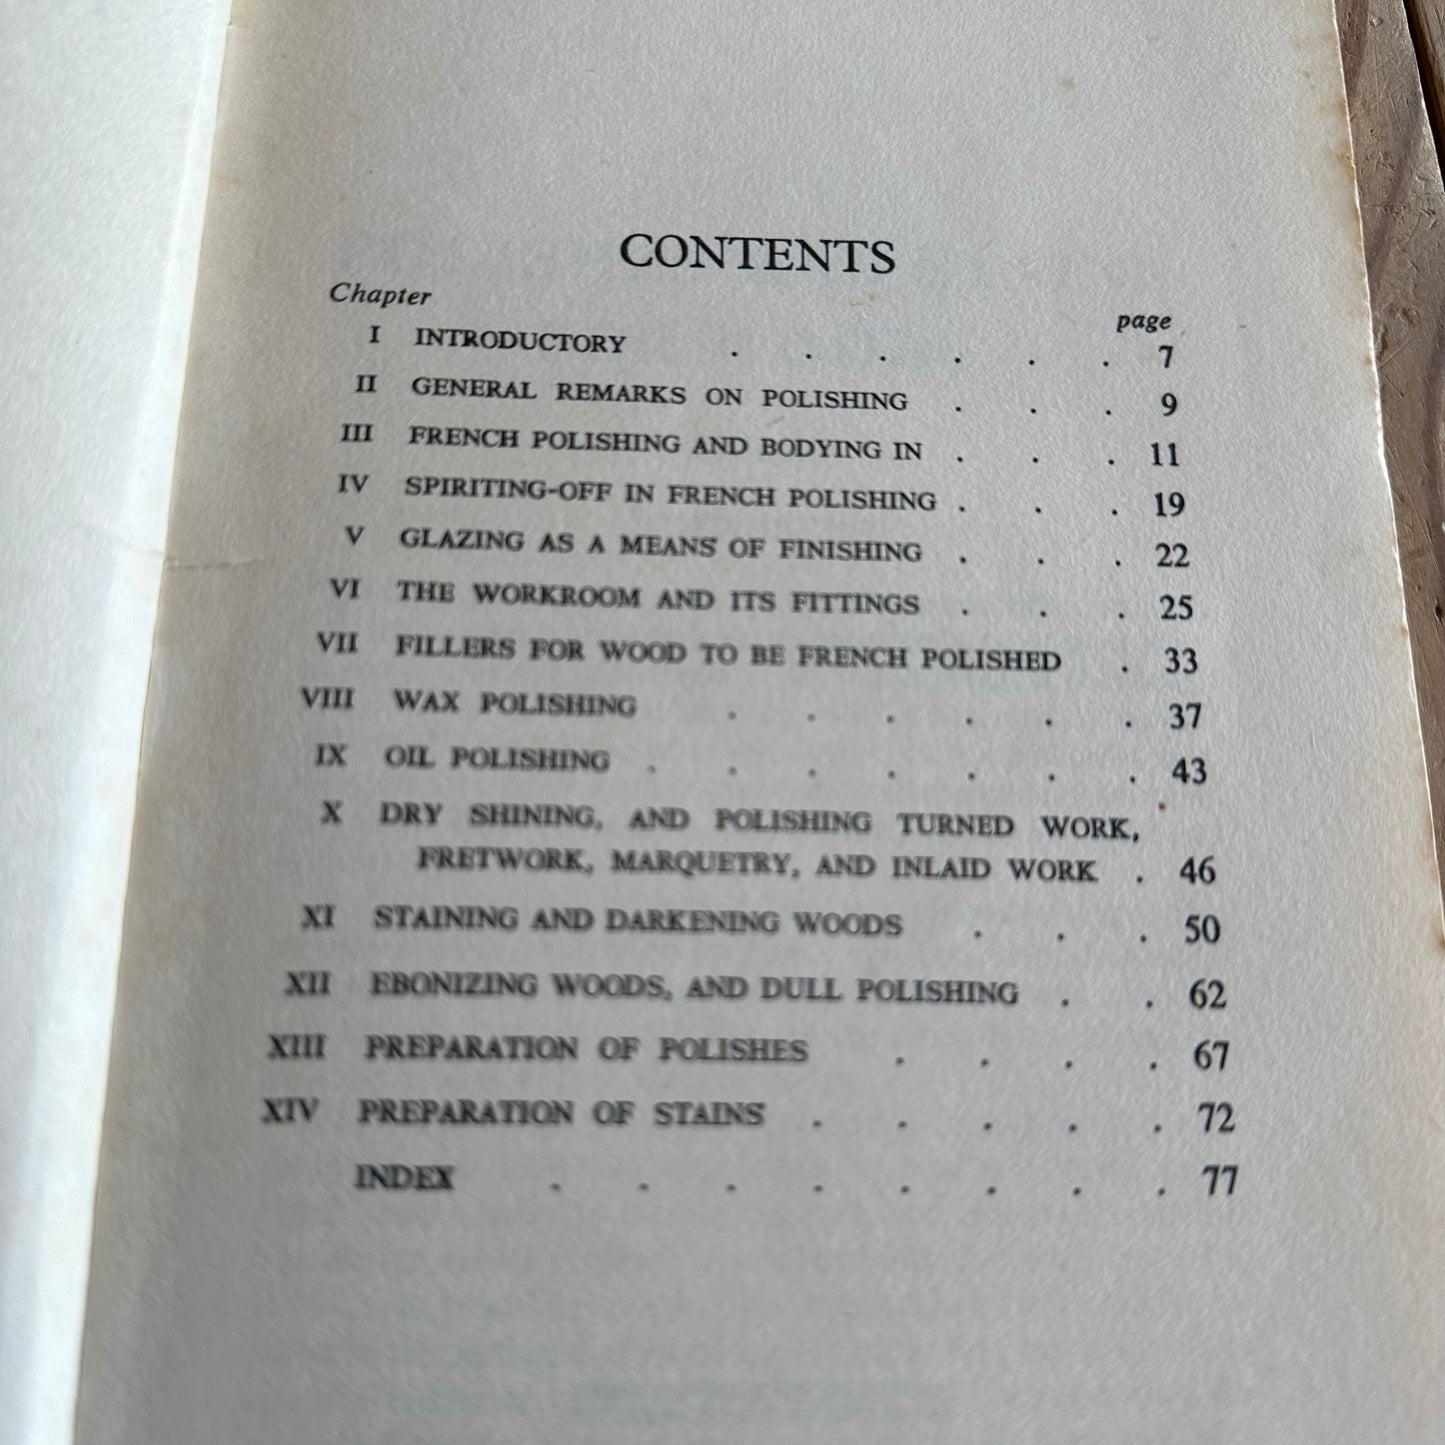 CONTENTS
Chapter
page
I INTRODUCTORY . . . . . . 7
II GENERAL REMARKS ON POLISHING . . . 9
III FRENCH POLISHING AND BODYING IN . . . 11
IV SPIRITING-OFF IN FRENCH POLISHING . . . 19
V GLAZING AS A MEANS OF FINISHING . . . 22
VI THE WORKROOM AND ITS FITTINGS . . . 25
VII FILLERS FOR WOOD TO BE FRENCH POLISHED . 33
VIII WAX POLISHING . . . . . . 37
IX OIL POLISHING . . . . . . . 43
X DRY SHINING, AND POLISHING TURNED WORK,
FRETWORK, MARQUETRY, AND INLAID WORK . 46
XI STAINING AND DARKENING WOODS . . . 50
XII EBONIZING WOODS, AND DULL POLISHING . . 62
XIII PREPARATION OF POLISHES . . . . 67
XIV PREPARATION OF STAINS . . . . . 72
INDEX . . . . . . . . 77